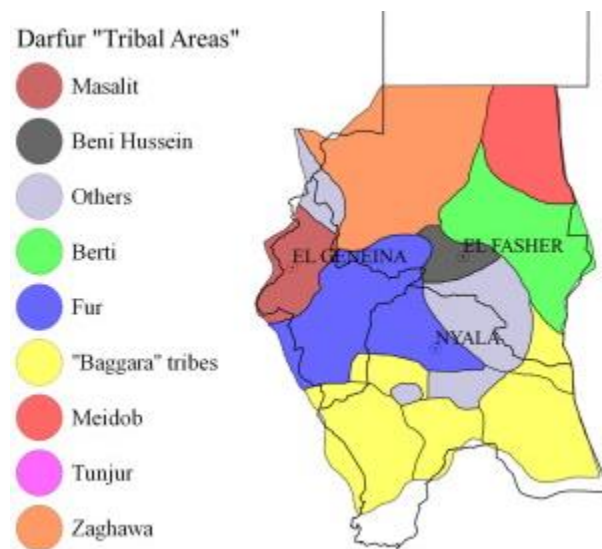 Darfur "Tribal Areas"
Masalit
Beni Hussein
Others
Berti
Fur
"Baggara" tribes
Meidob
Tunjur
Zaghawa
EL GENEINA
EL FASHER
NYALA